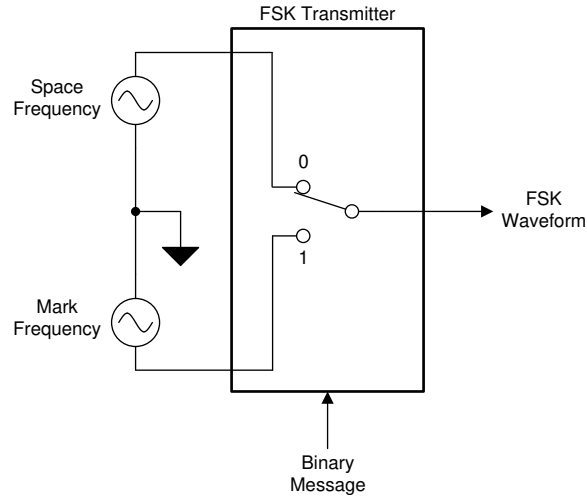 FSK Transmitter
Space
Frequency
0
FSK
Waveform
1
Mark
Frequency
Binary
Message